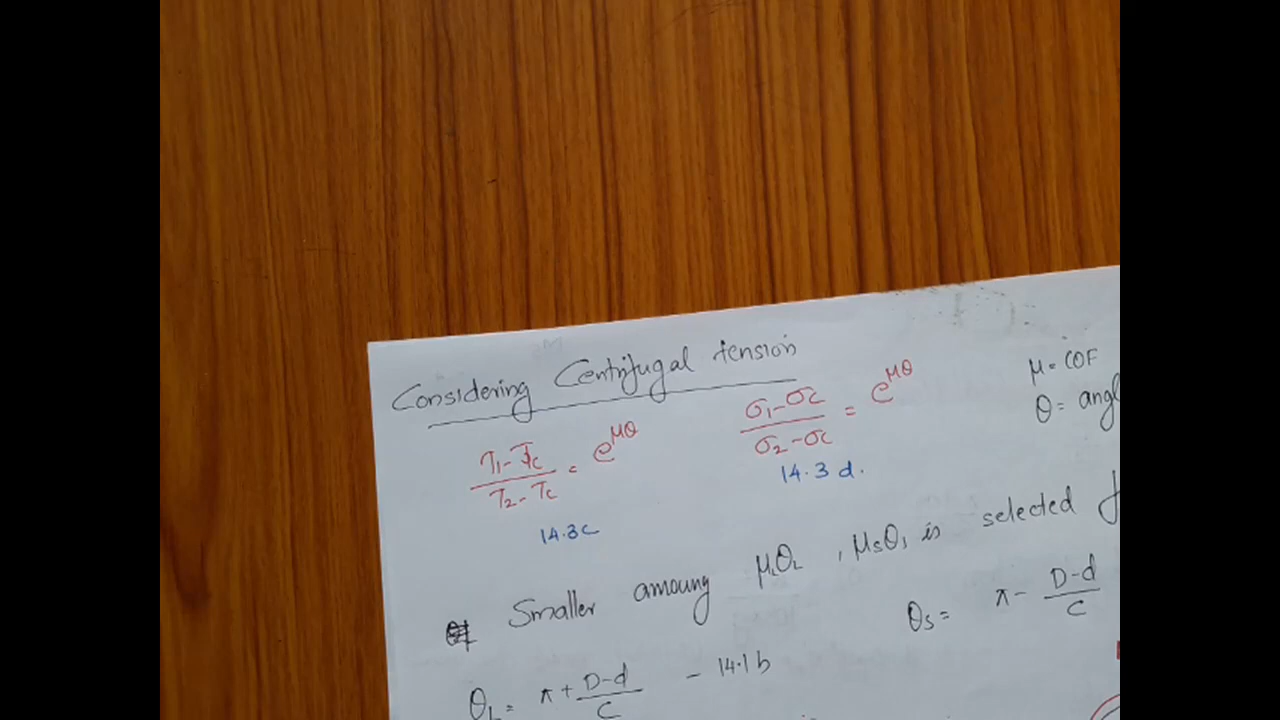 Considering Centrifugal tension
T1-Tc / T2-Tc = e^μθ
14.3c
σ1-σc / σ2-σc = e^μθ
14.3 d.
μ = COF
θ = angl
Smaller amoung μLθL , μsθs is selected f
θs = π - D-d / C
θL = π + D-d / C - 14.1b